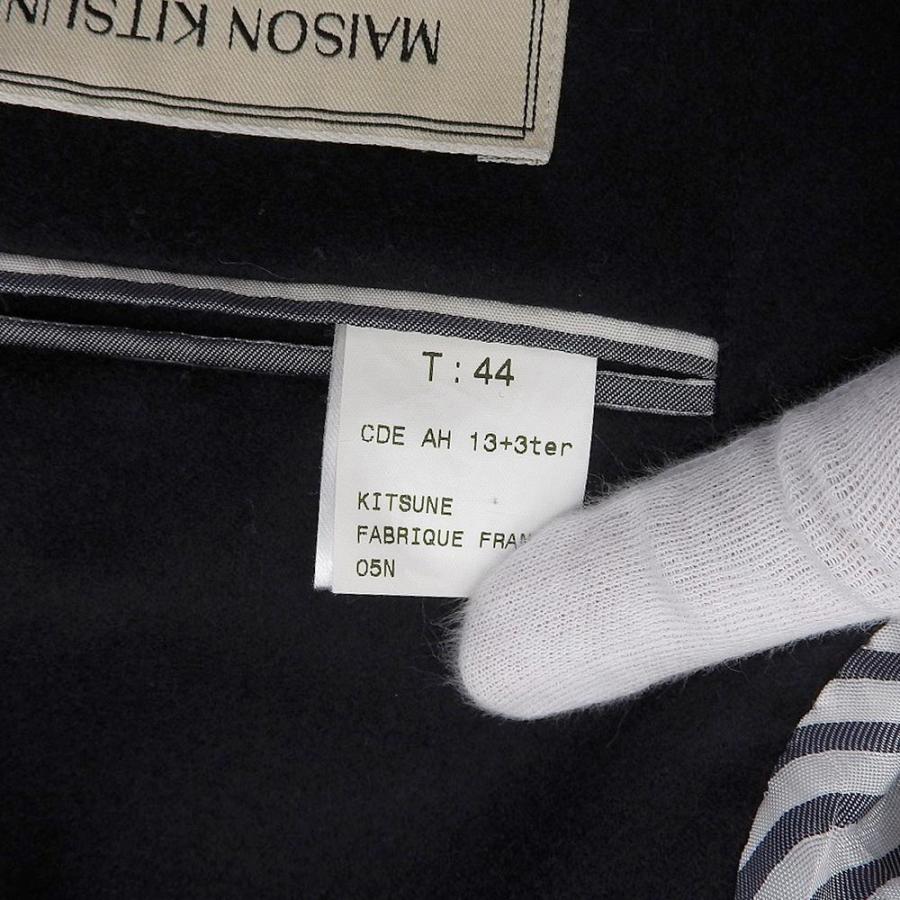 MAISON KITSUN
T : 44
CDE AH 13+3ter
KITSUNE
FABRIQUE FRAN
05N